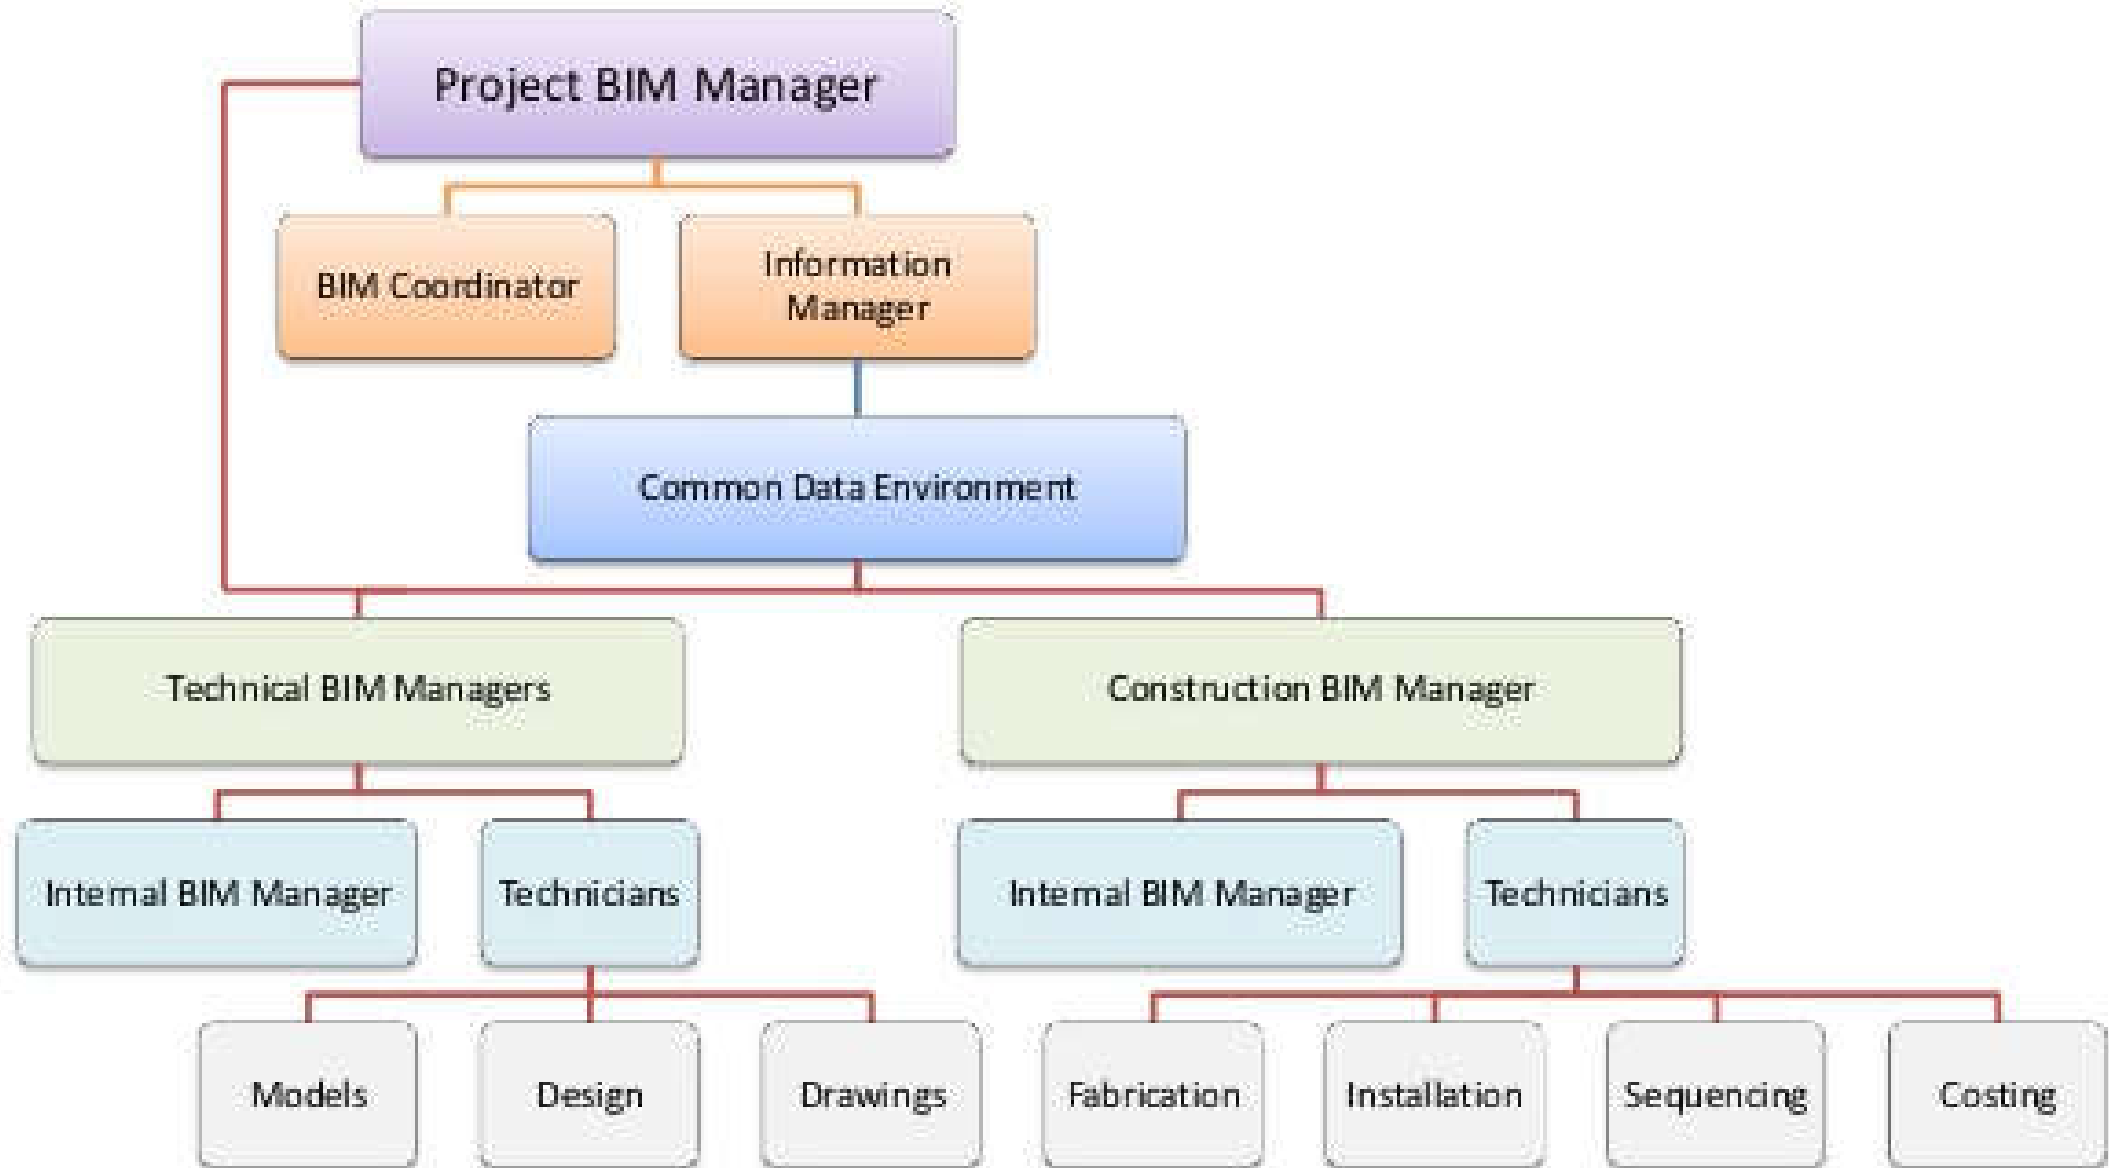 Project BIM Manager
BIM Coordinator
Information
Manager
Common Data Environment
Technical BIM Managers
Construction BIM Manager
Internal BIM Manager
Technicians
Internal BIM Manager
Technicians
Models
Design
Drawings
Fabrication
Installation
Sequencing
Costing